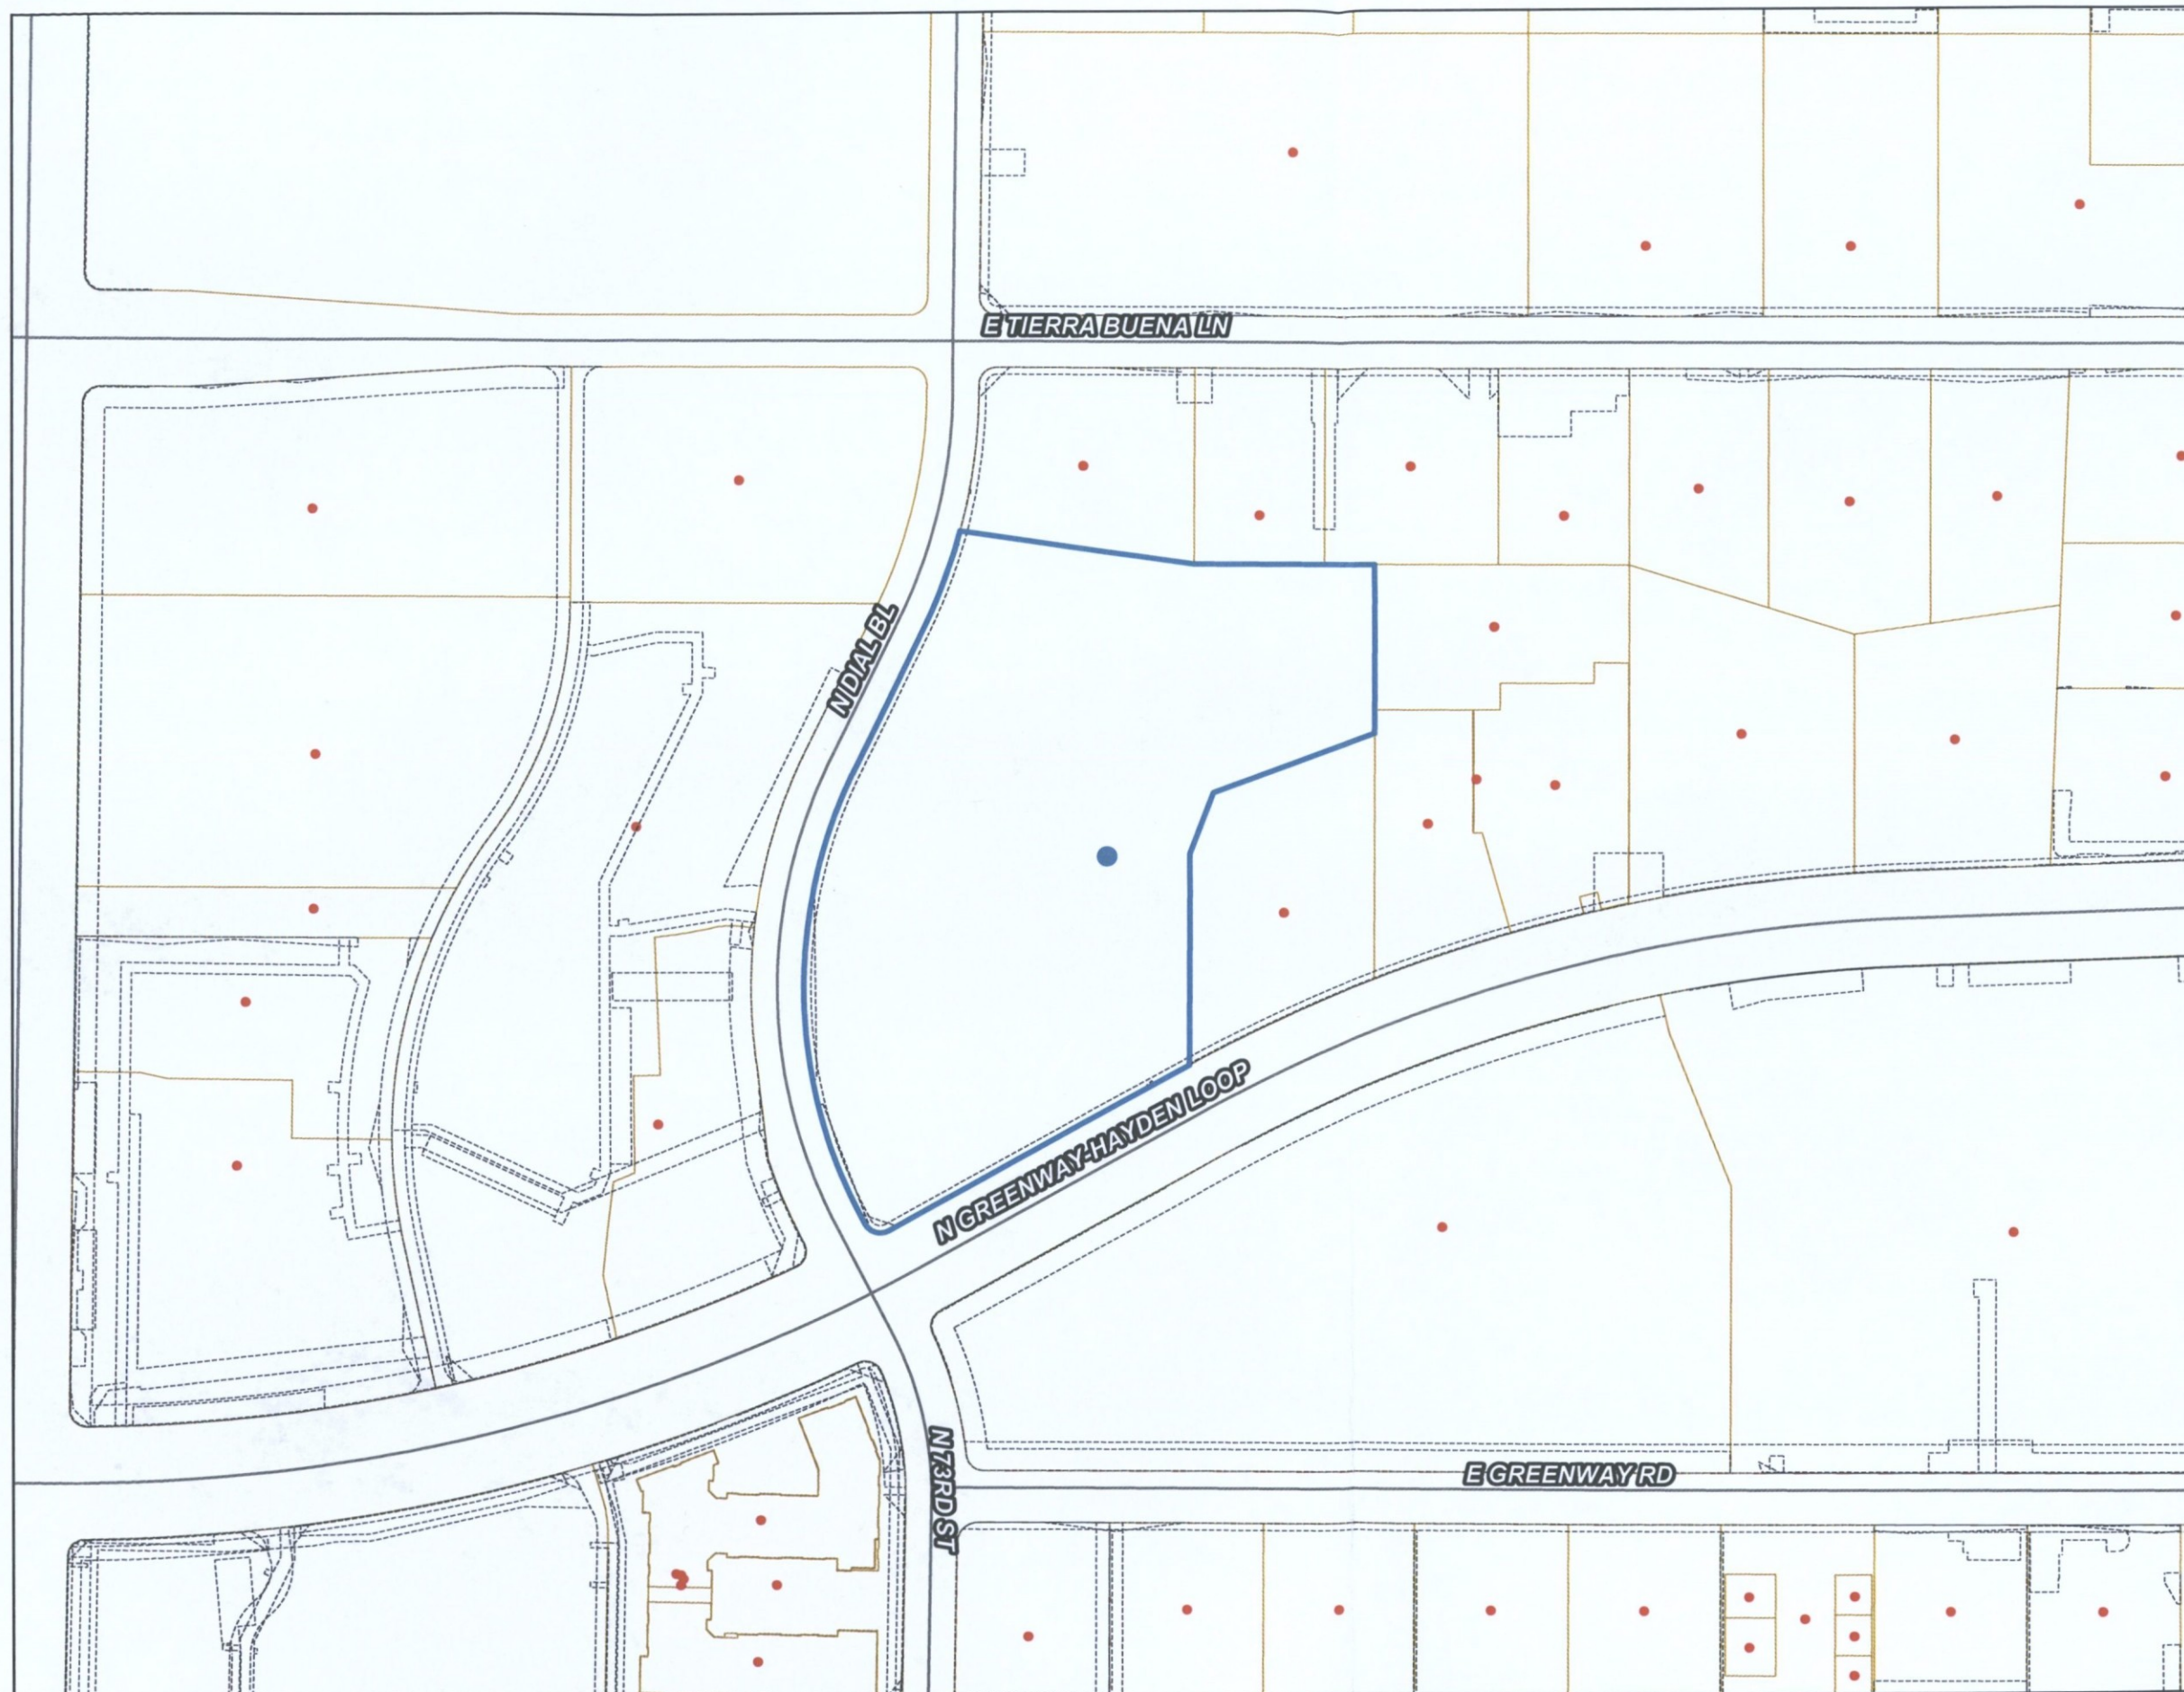 E TIERRA BUENA LN
N DIAL BL
N GREENWAY-HAYDEN LOOP
N 73RD ST
E GREENWAY RD